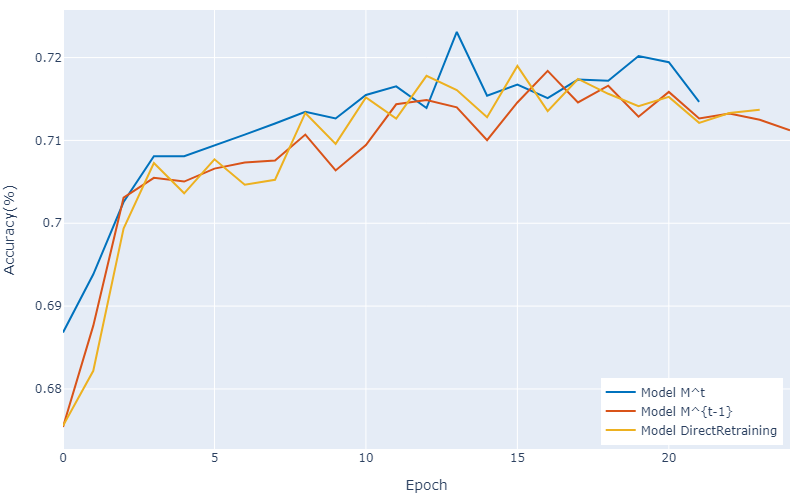 0.72
0.71
0.7
0.69
0.68
Accuracy(%)
0 5 10 15 20
Epoch
Model M^t
Model M^{t-1}
Model DirectRetraining